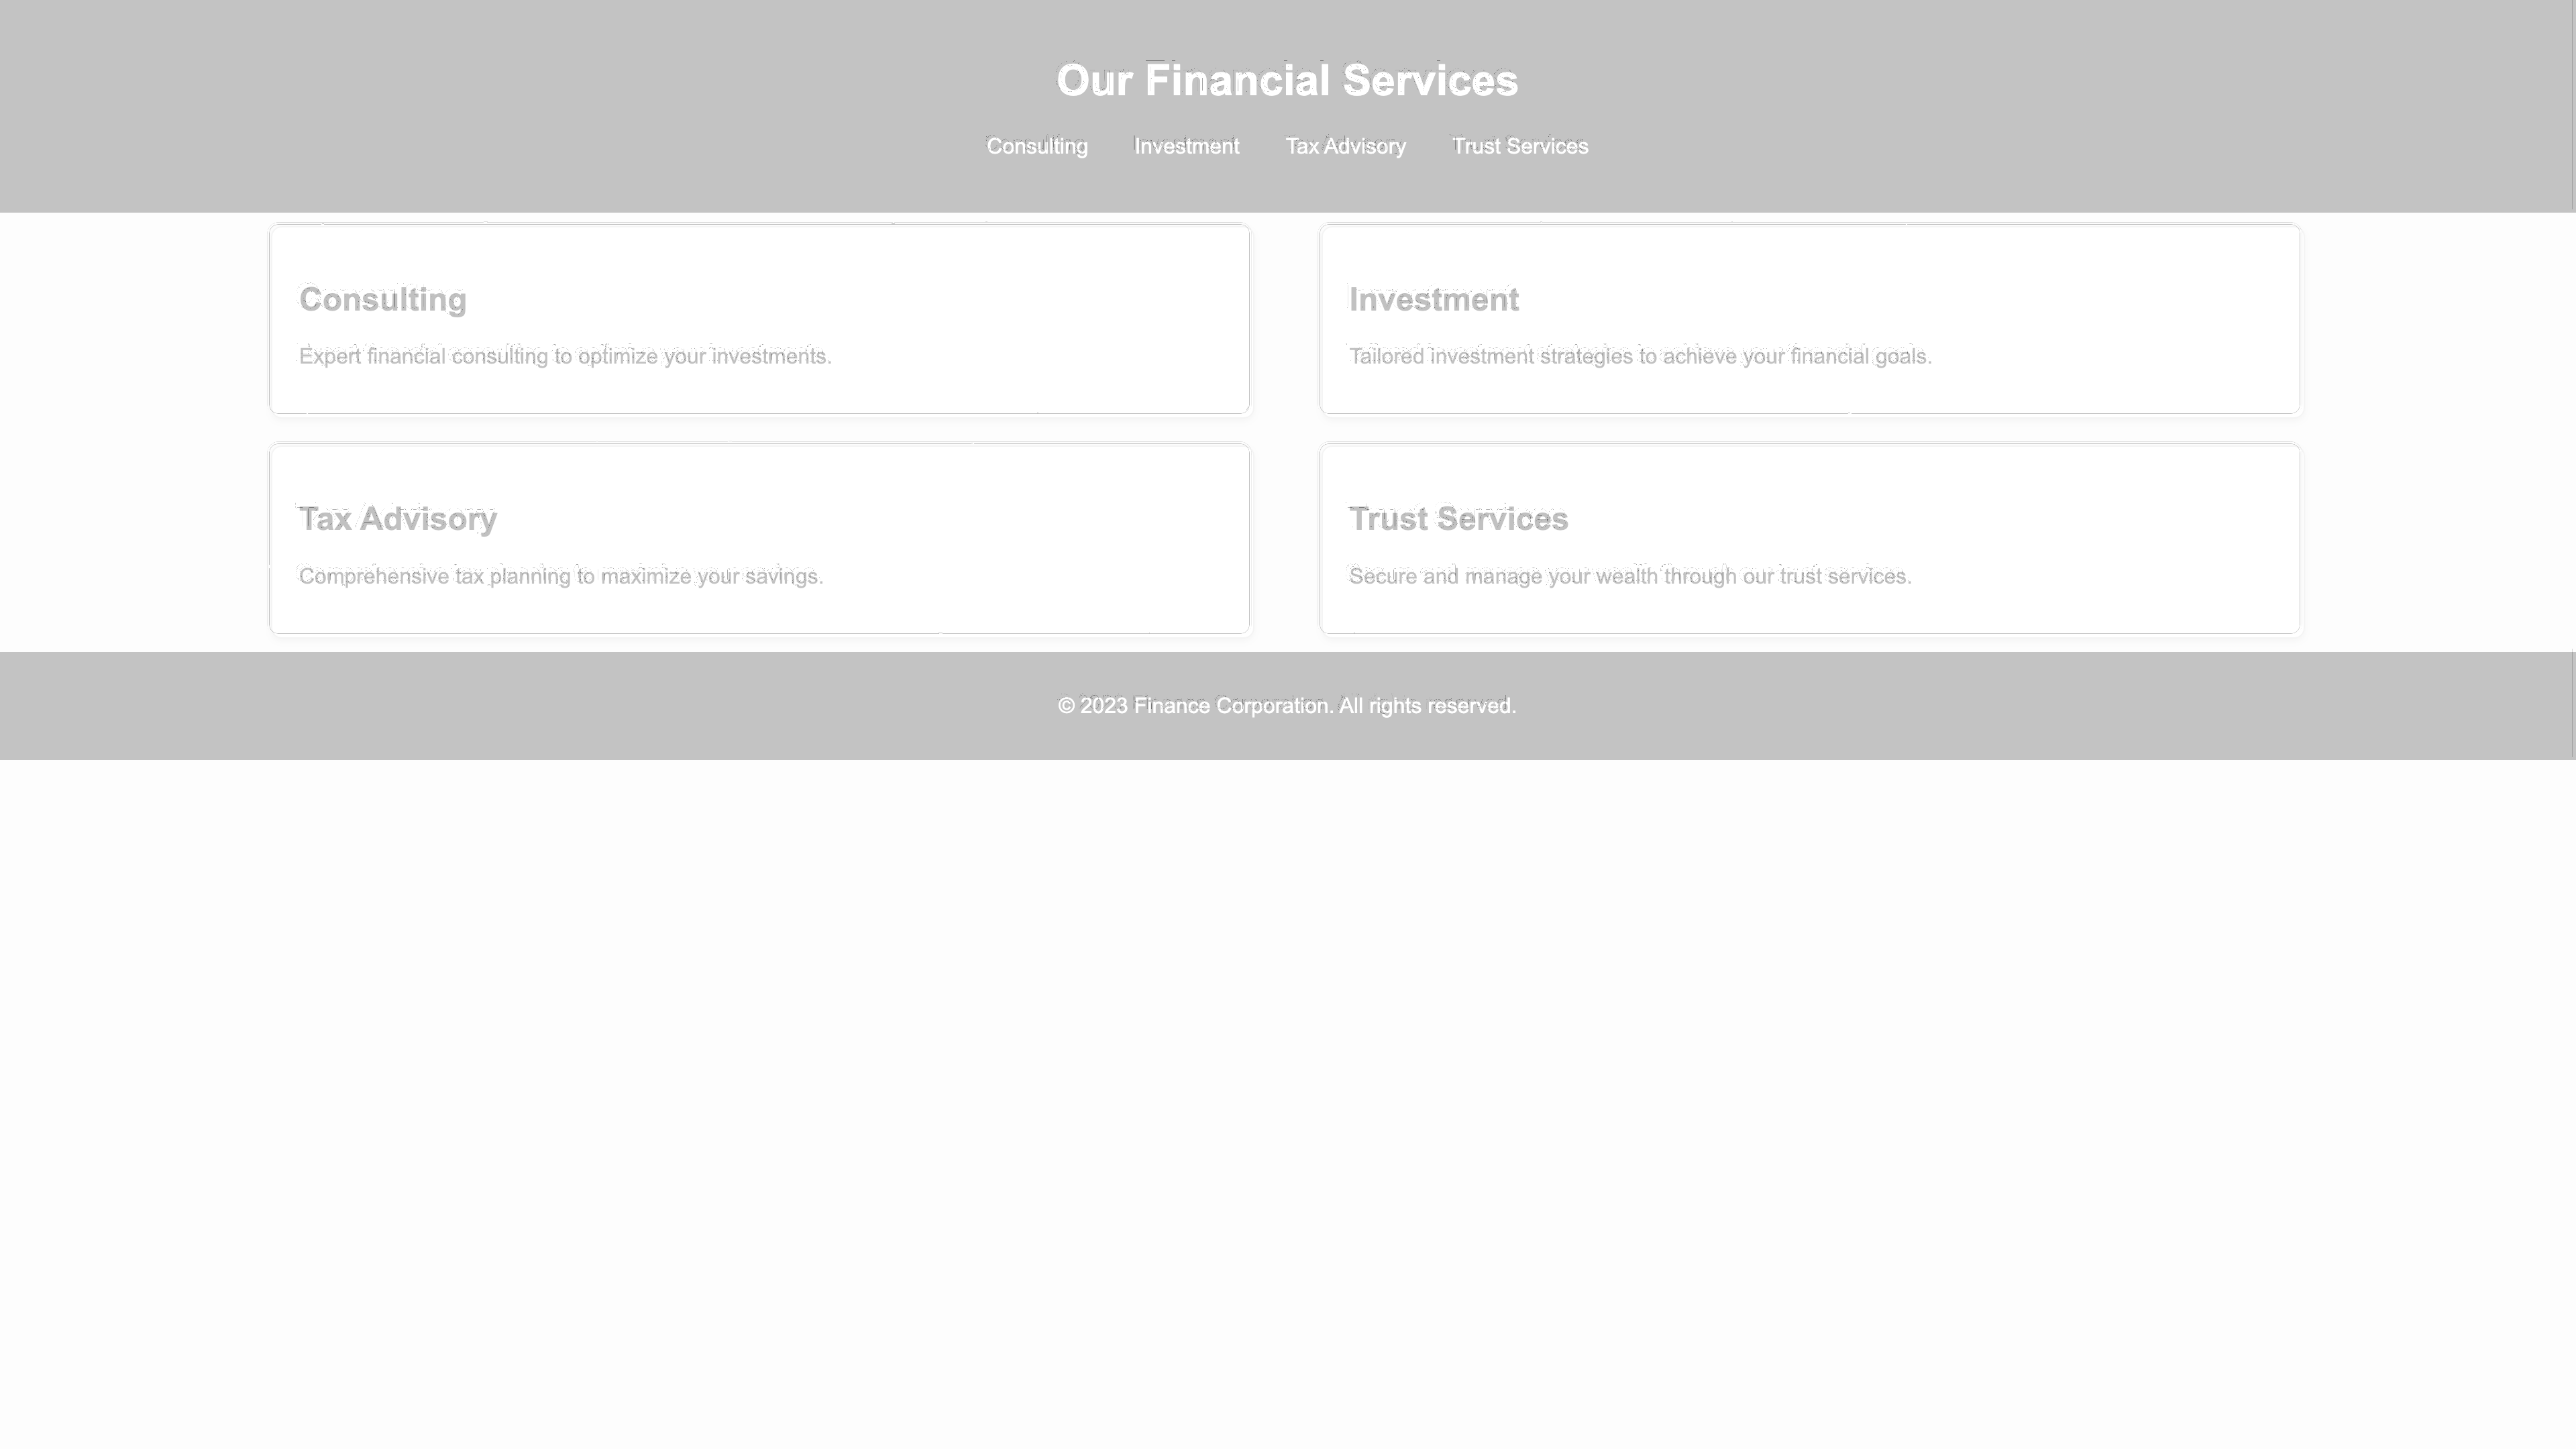 Our Financial Services
Consulting Investment Tax Advisory Trust Services
Consulting
Expert financial consulting to optimize your investments.
Investment
Tailored investment strategies to achieve your financial goals.
Tax Advisory
Comprehensive tax planning to maximize your savings.
Trust Services
Secure and manage your wealth through our trust services.
© 2023 Finance Corporation. All rights reserved.